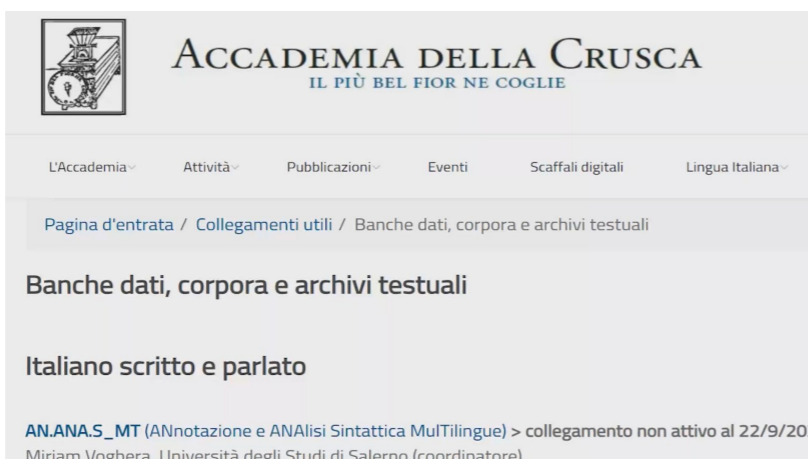 ACCADEMIA DELLA CRUSCA
IL PIÙ BEL FIOR NE COGLIE
L'Accademia Attività Pubblicazioni Eventi Scaffali digitali Lingua Italiana
Pagina d'entrata / Collegamenti utili / Banche dati, corpora e archivi testuali
Banche dati, corpora e archivi testuali
Italiano scritto e parlato
AN.ANA.S_MT (ANnotazione e ANAlisi Sintattica MulTilingue) > collegamento non attivo al 22/9/20
Miriam Voghera, Università degli Studi di Salerno (coordinatore)